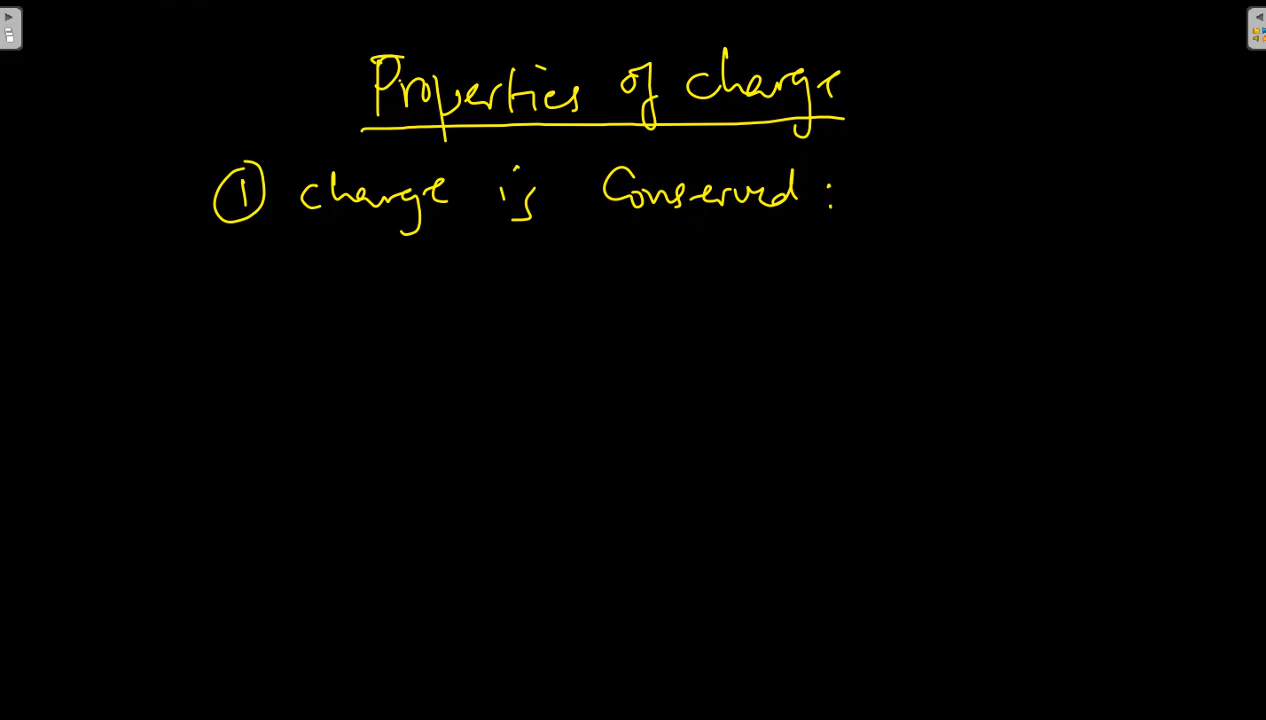 Properties of charge
① charge is Conserved :